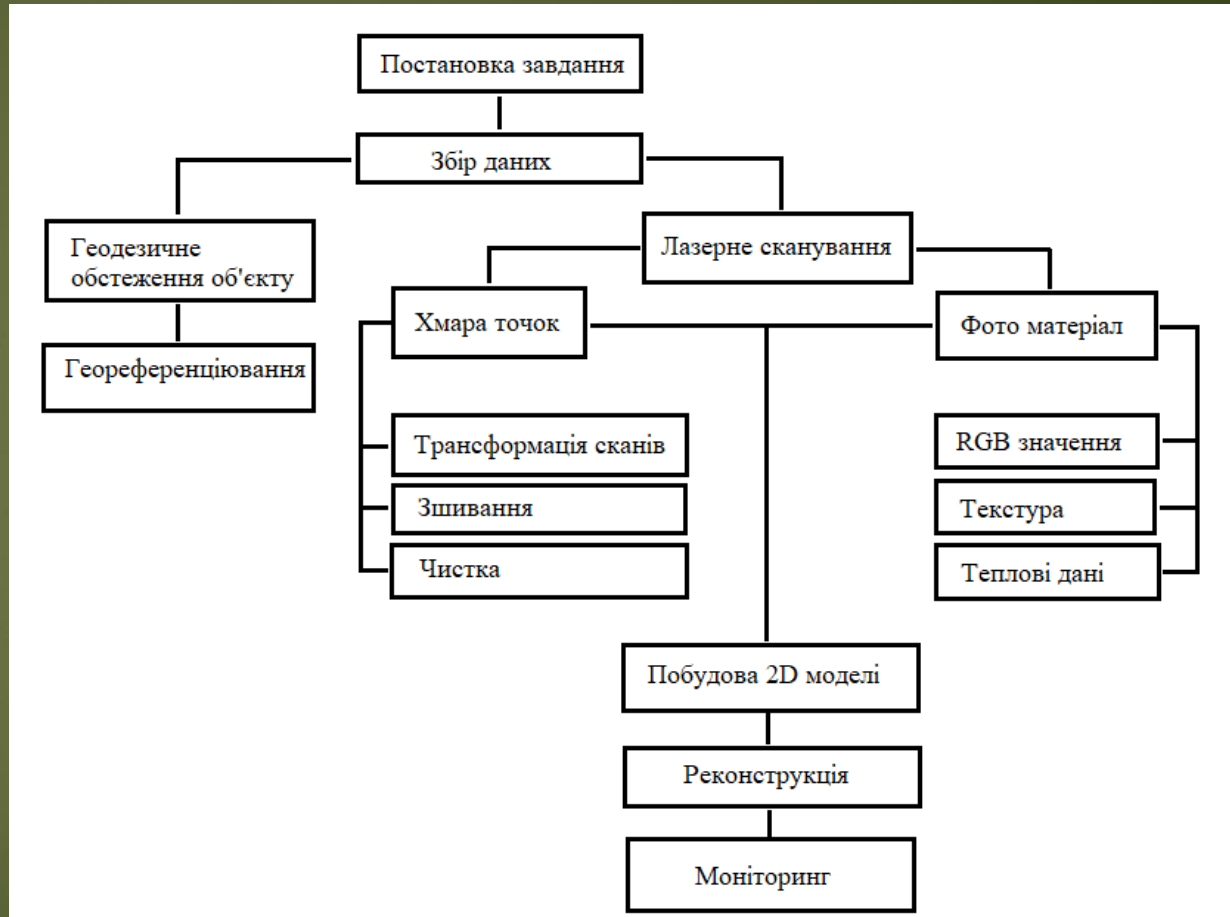 Постановка завдання
Збір даних
Геодезичне
обстеження об'єкту
Геореференціювання
Лазерне сканування
Хмара точок
Фото матеріал
Трансформація сканів
Зшивання
Чистка
RGB значення
Текстура
Теплові дані
Побудова 2D моделі
Реконструкція
Моніторинг